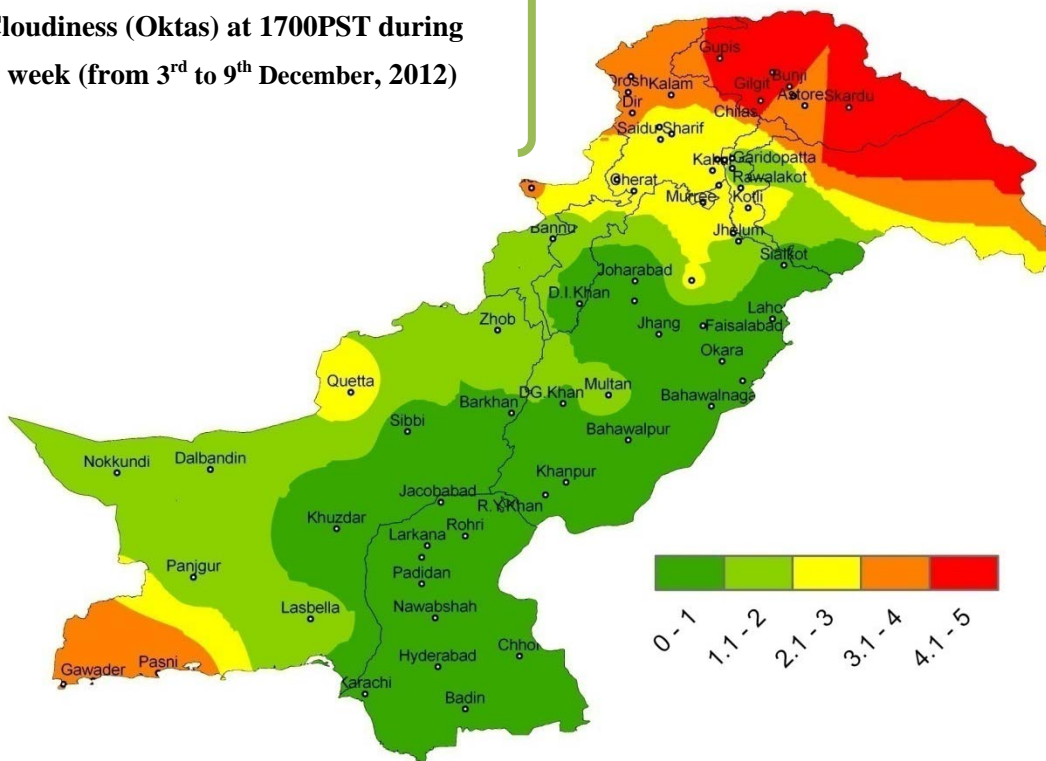 Cloudiness (Oktas) at 1700PST during
week (from 3rd to 9th December, 2012)
Gupis
Drosh
Kalam
Gilgit
Bunji
Dir
Astore
Skardu
Chilas
Saidu Sharif
Garidopatta
Cherat
Rawalakot
Murree
Kotli
Bannu
Jhelum
Sialkot
Joharabad
D.I.Khan
Zhob
Jhang
Faisalabad
Okara
Quetta
DG.Khan
Multan
Barkhan
Bahawalnaga
Sibbi
Bahawalpur
Nokkundi
Dalbandin
Khanpur
Jacobabad
R.Y.Khan
Khuzdar
Rohri
Larkana
Panjgur
Padidan
Lasbella
Nawabshah
Chhor
Hyderabad
Gawader
Pasni
Karachi
Badin
0 - 1
1.1 - 2
2.1 - 3
3.1 - 4
4.1 - 5